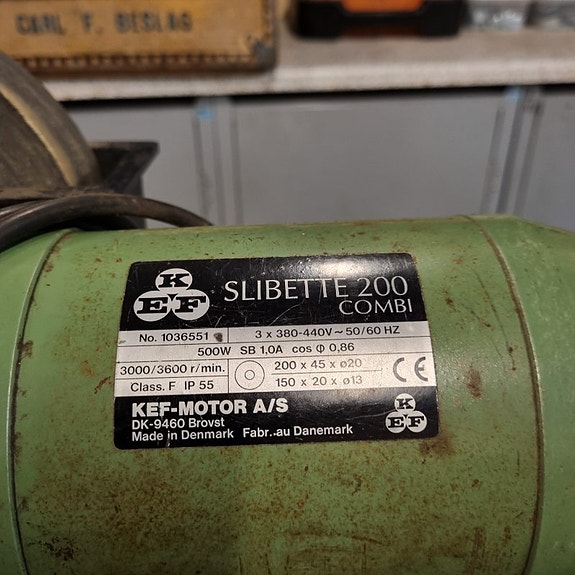 CARL F. BESLAG
K
EF
SLIBETTE 200
COMBI
No. 1036551
3 x 380-440V ~ 50/60 HZ
500W SB 1,0A cos φ 0,86
3000/3600 r/min.
200 x 45 x ø20
Class. F IP 55
150 x 20 x ø13
CE
KEF-MOTOR A/S
DK-9460 Brovst
Made in Denmark Fabr. au Danemark
K
EF